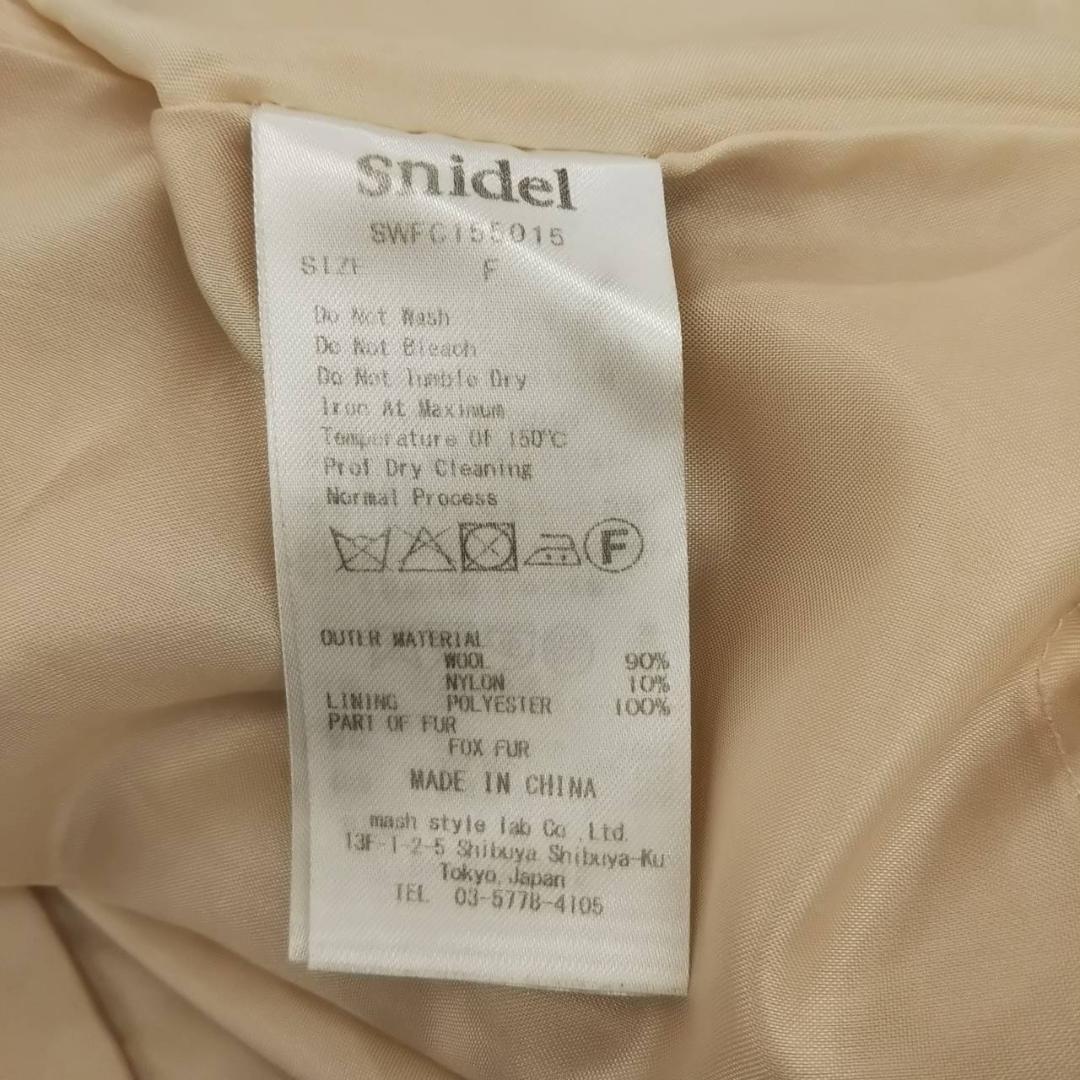 Snidel
SWFC155015
SIZE F
Do Not Wash
Do Not Bleach
Do Not Tumble Dry
Iron At Maximum
Temperature Of 150℃
Prof Dry Cleaning
Normal Process
F
OUTER MATERIAL
WOOL 90%
NYLON 10%
LINING POLYESTER 100%
PART OF FUR
FOX FUR
MADE IN CHINA
mash style lab Co.,Ltd.
13F-1-2-5 Shibuya Shibuya-Ku
Tokyo, Japan
TEL 03-5778-4105